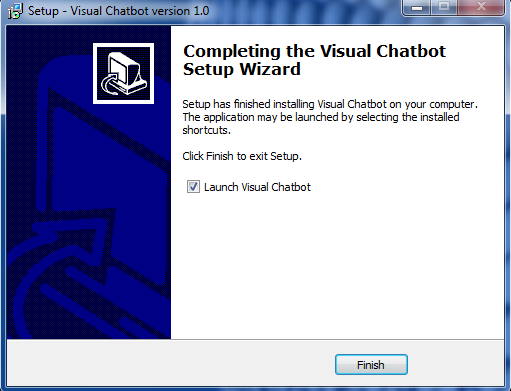 Setup - Visual Chatbot version 1.0
Completing the Visual Chatbot
Setup Wizard
Setup has finished installing Visual Chatbot on your computer.
The application may be launched by selecting the installed
shortcuts.
Click Finish to exit Setup.
Launch Visual Chatbot
Finish